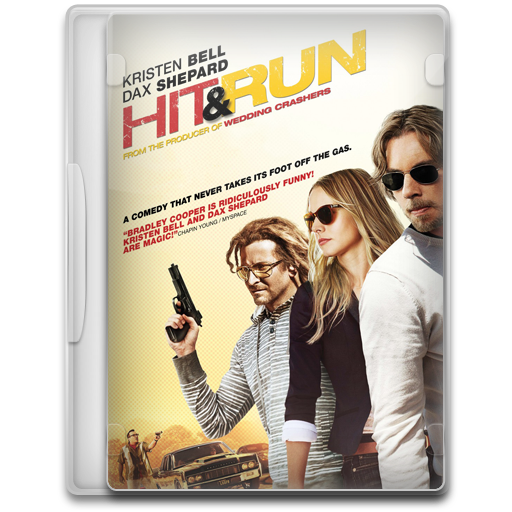 KRISTEN BELL
DAX SHEPARD
HIT&RUN
FROM THE PRODUCER OF WEDDING CRASHERS
A COMEDY THAT NEVER TAKES ITS FOOT OFF THE GAS.
"BRADLEY COOPER IS RIDICULOUSLY FUNNY!
KRISTEN BELL AND DAX SHEPARD
ARE MAGIC!" CHAPIN YOUNG / MYSPACE